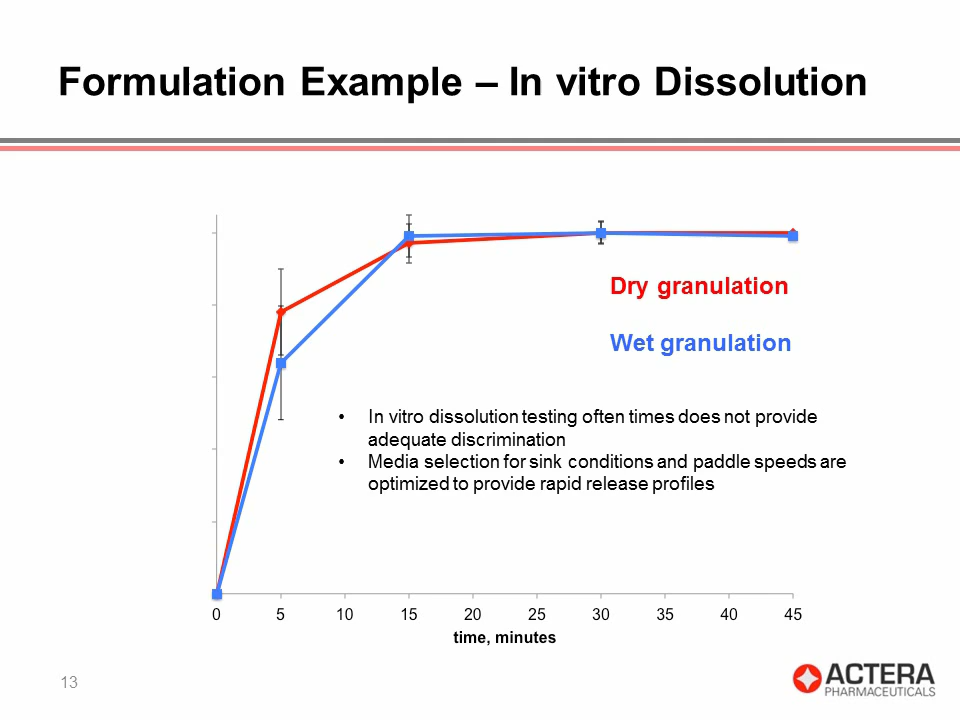 Formulation Example – In vitro Dissolution
Dry granulation
Wet granulation
• In vitro dissolution testing often times does not provide
adequate discrimination
• Media selection for sink conditions and paddle speeds are
optimized to provide rapid release profiles
0 5 10 15 20 25 30 35 40 45
time, minutes
13
ACTERA
PHARMACEUTICALS